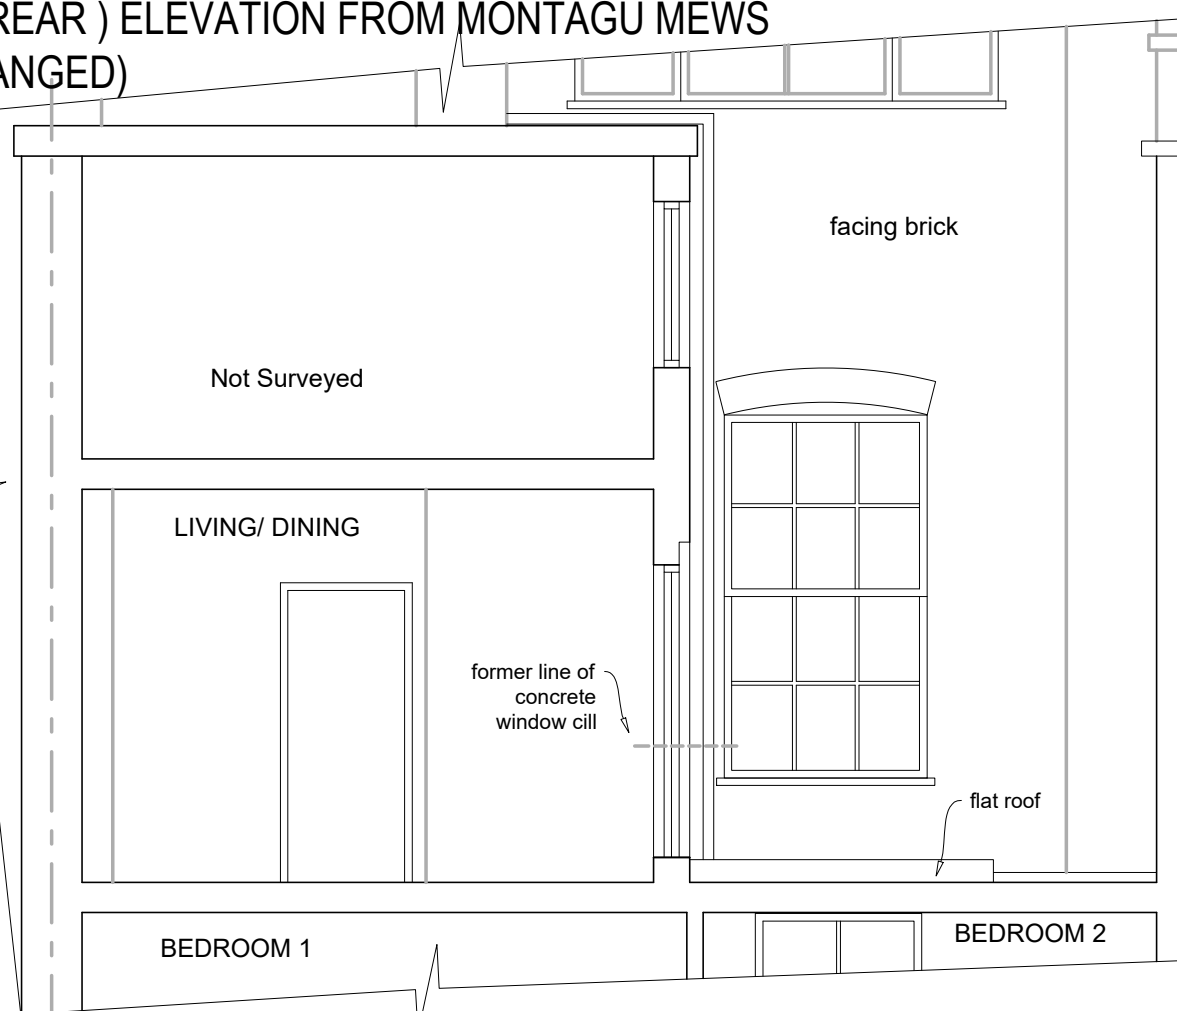 REAR ) ELEVATION FROM MONTAGU MEWS
ANGED)
facing brick
Not Surveyed
LIVING/ DINING
former line of
concrete
window cill
flat roof
BEDROOM 1
BEDROOM 2